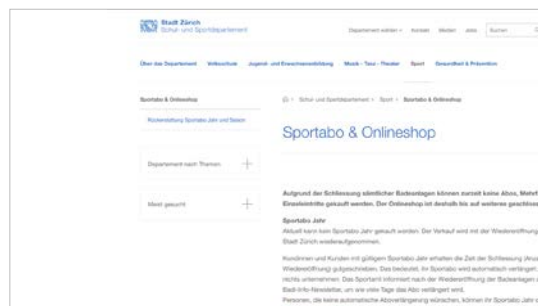 Stadt Zürich
Schul- und Sportdepartement
Departement wählen Kontakt Medien Jobs Suchen
Über das Departement Volksschule Jugend- und Erwachsenenbildung Musik - Tanz - Theater Sport Gesundheit & Prävention
Sportabo & Onlineshop
Schul- und Sportdepartement > Sport > Sportabo & Onlineshop
Rückerstattung Sportabo Jahr und Saison
Sportabo & Onlineshop
Departement nach Themen
Meist gesucht
Aufgrund der Schliessung sämtlicher Badeanlagen können zurzeit keine Abos, Mehrf
Einzeleintritte gekauft werden. Der Onlineshop ist deshalb bis auf weiteres geschloss
Sportabo Jahr
Aktuell kann kein Sportabo Jahr gekauft werden. Der Verkauf wird mit der Wiedereröffnung
Stadt Zürich wiederaufgenommen.
Kundinnen und Kunden mit gültigem Sportabo Jahr erhalten die Zeit der Schliessung
Wiedereröffnung) gutgeschrieben. Das bedeutet, Ihr Sportabo wird automatisch verlängert.
nichts unternehmen. Das Sportamt informiert nach der Wiedereröffnung der Badeanlagen
Badi-Info-Newsletter, um wie viele Tage das Abo verlängert wird.
Personen, die keine automatische Aboverlängerung wünschen, können ihr Sportabo Jahr